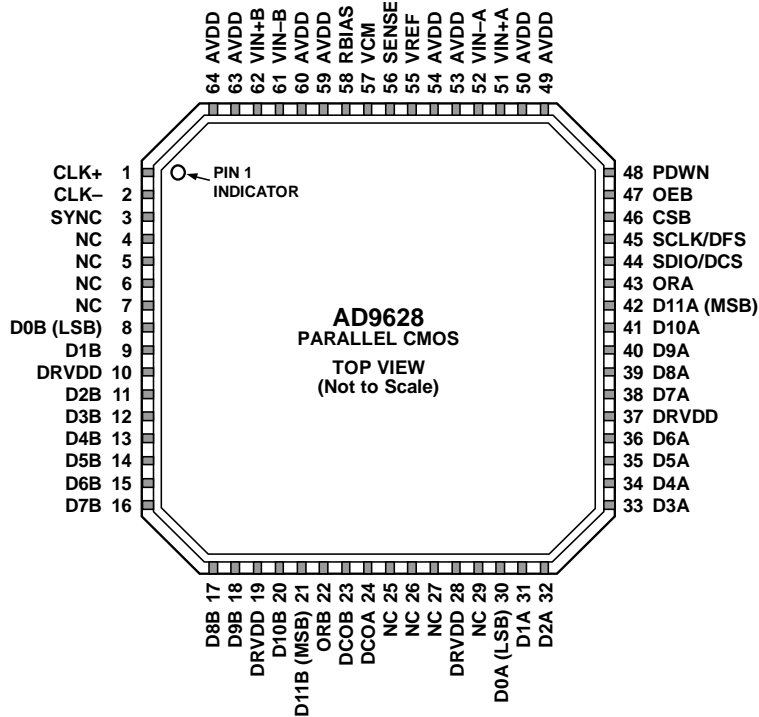 64 AVDD
63 AVDD
62 VIN+B
61 VIN–B
60 AVDD
59 AVDD
58 RBIAS
57 VCM
56 SENSE
55 VREF
54 AVDD
53 AVDD
52 VIN–A
51 VIN+A
50 AVDD
49 AVDD
CLK+ 1
CLK– 2
SYNC 3
NC 4
NC 5
NC 6
NC 7
D0B (LSB) 8
D1B 9
DRVDD 10
D2B 11
D3B 12
D4B 13
D5B 14
D6B 15
D7B 16
PIN 1
INDICATOR
AD9628
PARALLEL CMOS
TOP VIEW
(Not to Scale)
48 PDWN
47 OEB
46 CSB
45 SCLK/DFS
44 SDIO/DCS
43 ORA
42 D11A (MSB)
41 D10A
40 D9A
39 D8A
38 D7A
37 DRVDD
36 D6A
35 D5A
34 D4A
33 D3A
D8B 17
D9B 18
DRVDD 19
D10B 20
D11B (MSB) 21
ORB 22
DCOB 23
DCOA 24
NC 25
NC 26
NC 27
DRVDD 28
NC 29
D0A (LSB) 30
D1A 31
D2A 32